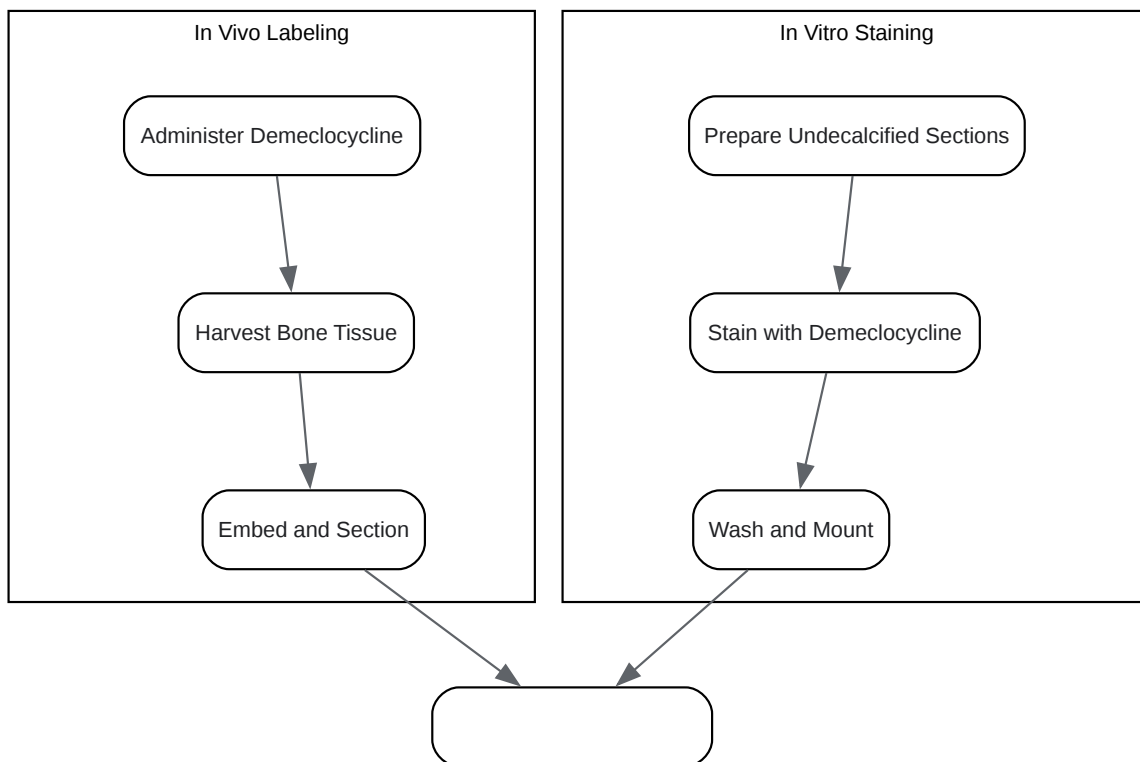 In Vivo Labeling
In Vitro Staining
Administer Demeclocycline
Prepare Undecalcified Sections
Harvest Bone Tissue
Stain with Demeclocycline
Embed and Section
Wash and Mount